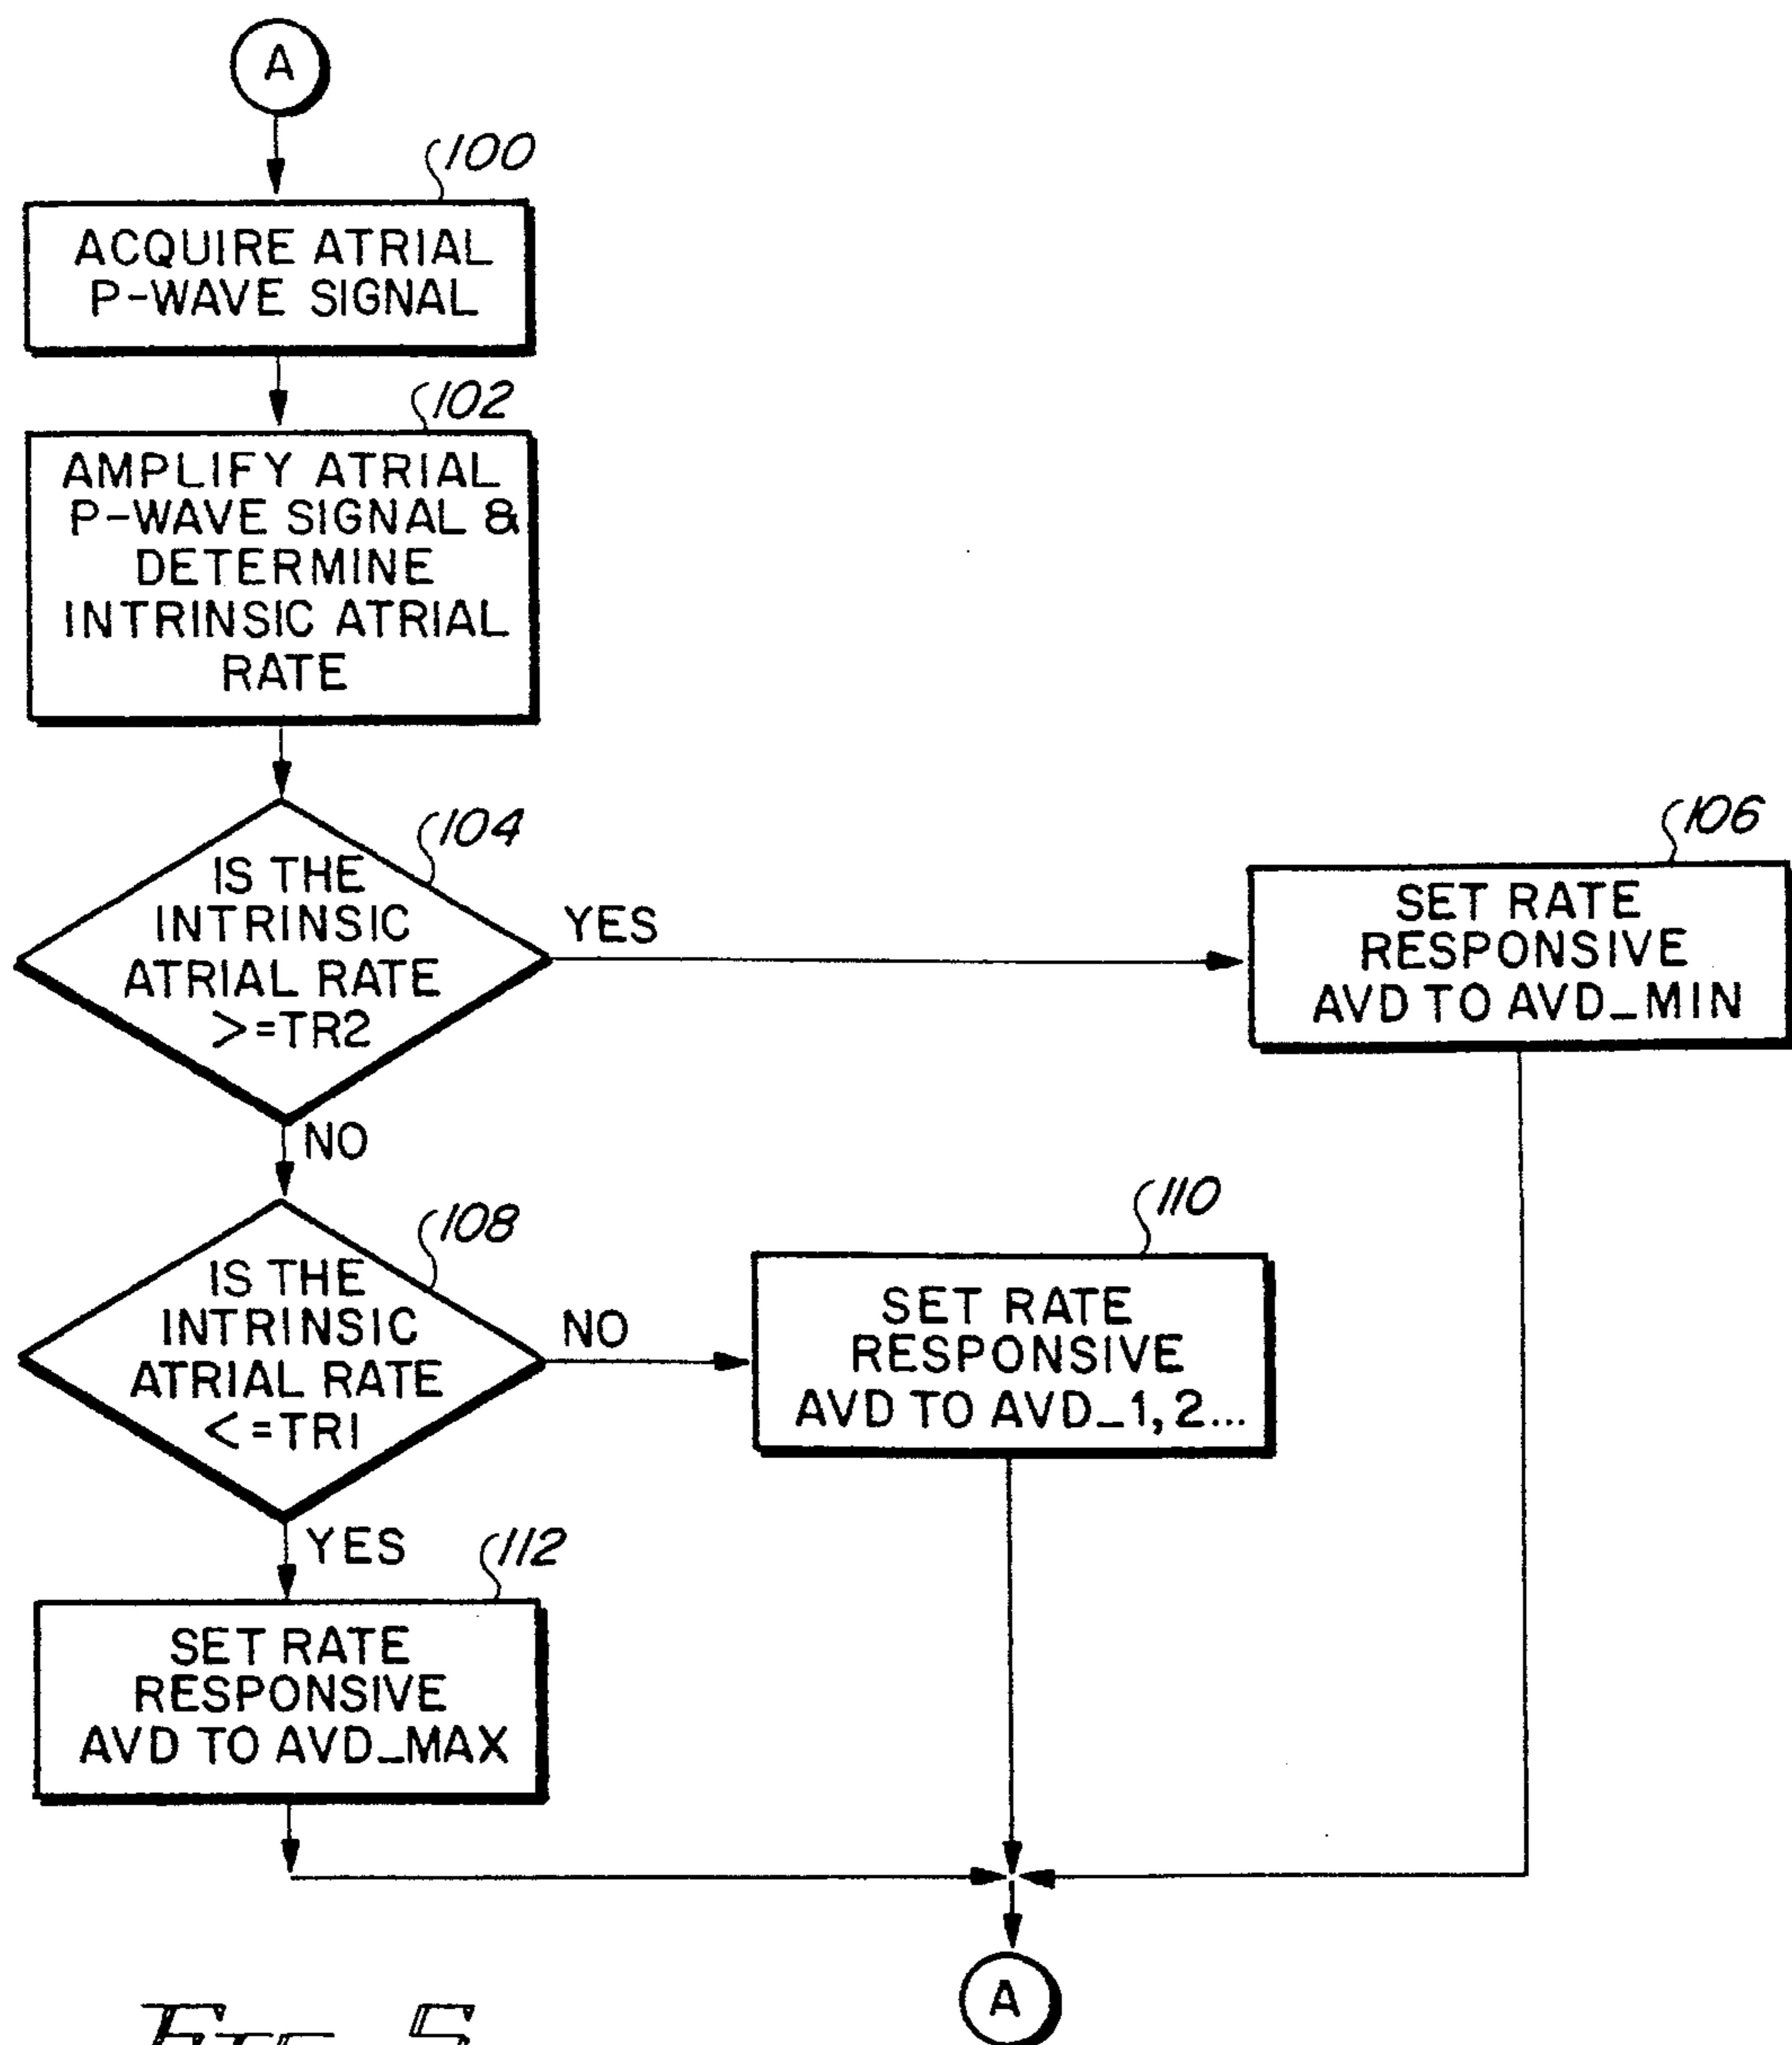 A
100
ACQUIRE ATRIAL
P-WAVE SIGNAL
102
AMPLIFY ATRIAL
P-WAVE SIGNAL &
DETERMINE
INTRINSIC ATRIAL
RATE
104
IS THE
INTRINSIC
ATRIAL RATE
>=TR2
YES
106
SET RATE
RESPONSIVE
AVD TO AVD_MIN
NO
108
IS THE
INTRINSIC
ATRIAL RATE
<=TR1
NO
110
SET RATE
RESPONSIVE
AVD TO AVD_1, 2...
YES
112
SET RATE
RESPONSIVE
AVD TO AVD_MAX
A
FIG. 5